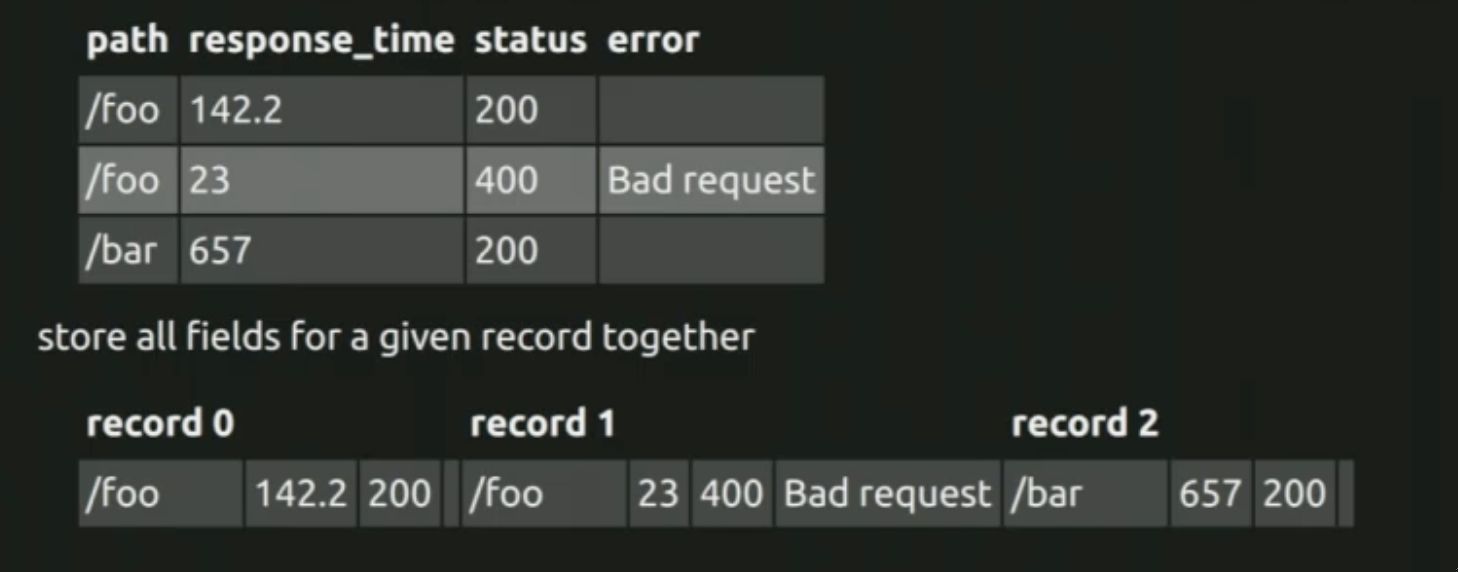 path response_time status error
/foo 142.2 200
/foo 23 400 Bad request
/bar 657 200
store all fields for a given record together
record 0 record 1 record 2
/foo 142.2 200 /foo 23 400 Bad request /bar 657 200